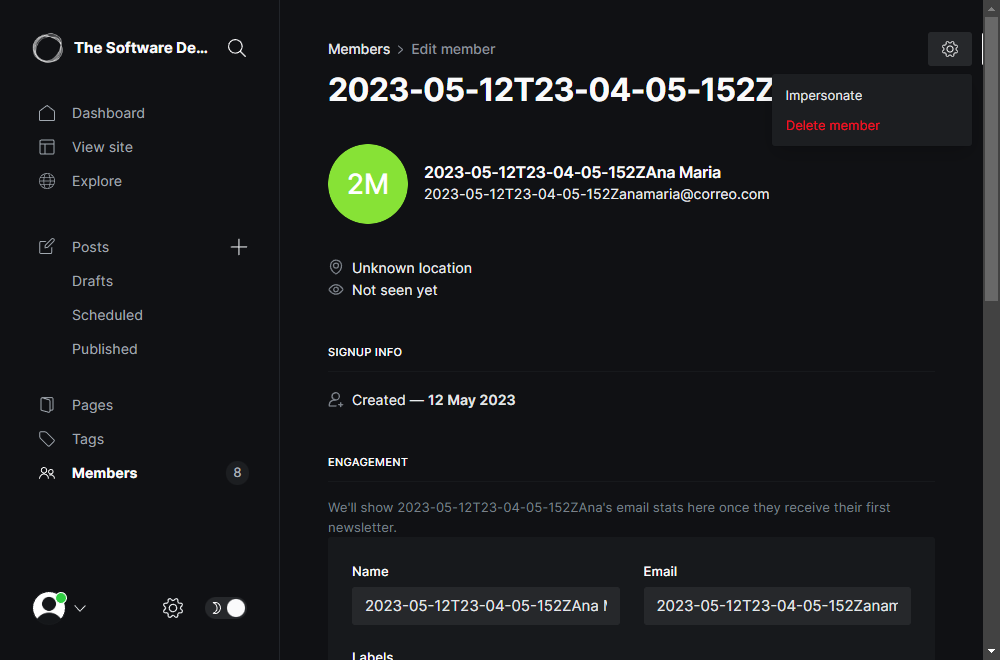 The Software De...
Dashboard
View site
Explore
Posts
Drafts
Scheduled
Published
Pages
Tags
Members
8
Members > Edit member
2023-05-12T23-04-05-152Z
Impersonate
Delete member
2M
2023-05-12T23-04-05-152ZAna Maria
2023-05-12T23-04-05-152Zanamaria@correo.com
Unknown location
Not seen yet
SIGNUP INFO
Created — 12 May 2023
ENGAGEMENT
We'll show 2023-05-12T23-04-05-152ZAna's email stats here once they receive their first
newsletter.
Name
Email
2023-05-12T23-04-05-152ZAna M
2023-05-12T23-04-05-152Zanam
Labels